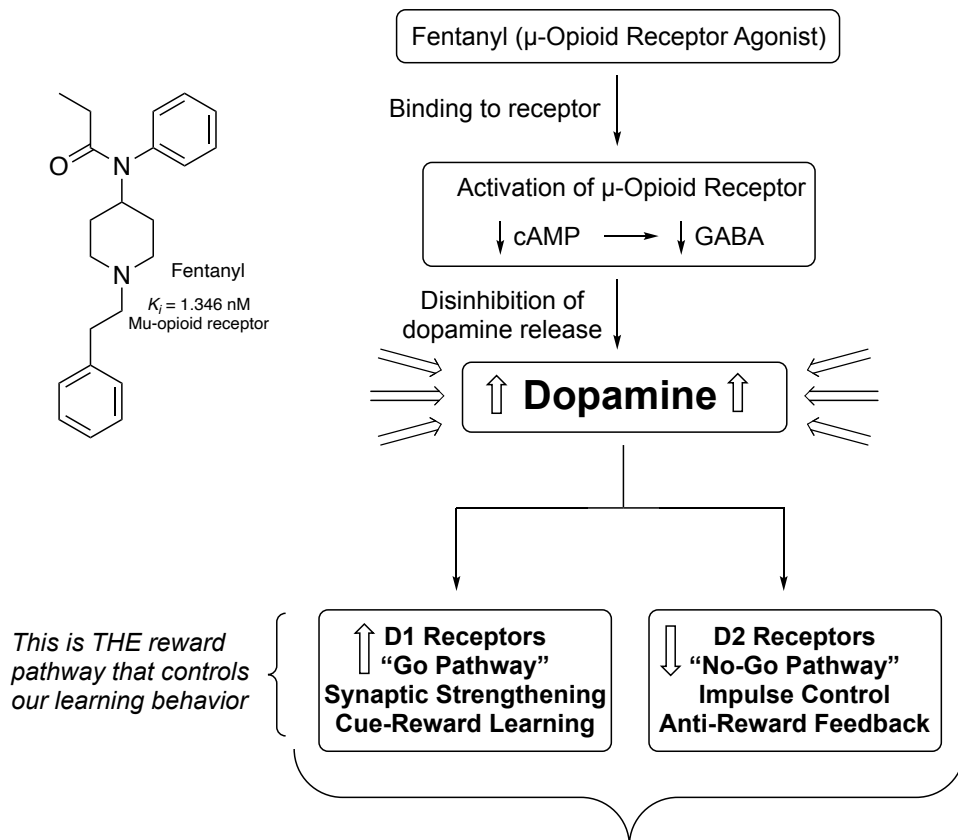 Fentanyl (μ-Opioid Receptor Agonist)
Binding to receptor
Activation of μ-Opioid Receptor
cAMP
GABA
O
N
N
Fentanyl
Ki = 1.346 nM
Mu-opioid receptor
Disinhibition of
dopamine release
Dopamine
This is THE reward
pathway that controls
our learning behavior
D1 Receptors
“Go Pathway”
Synaptic Strengthening
Cue-Reward Learning
D2 Receptors
“No-Go Pathway”
Impulse Control
Anti-Reward Feedback